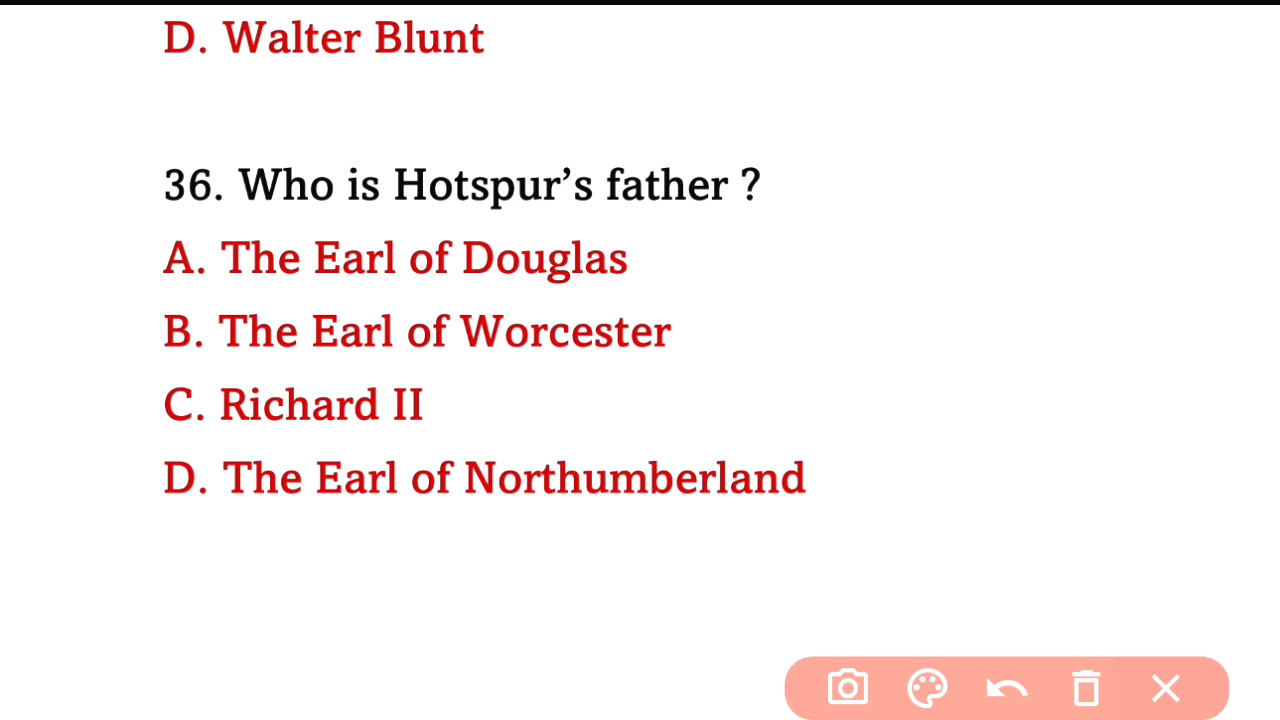 D. Walter Blunt
36. Who is Hotspur’s father ?
A. The Earl of Douglas
B. The Earl of Worcester
C. Richard II
D. The Earl of Northumberland